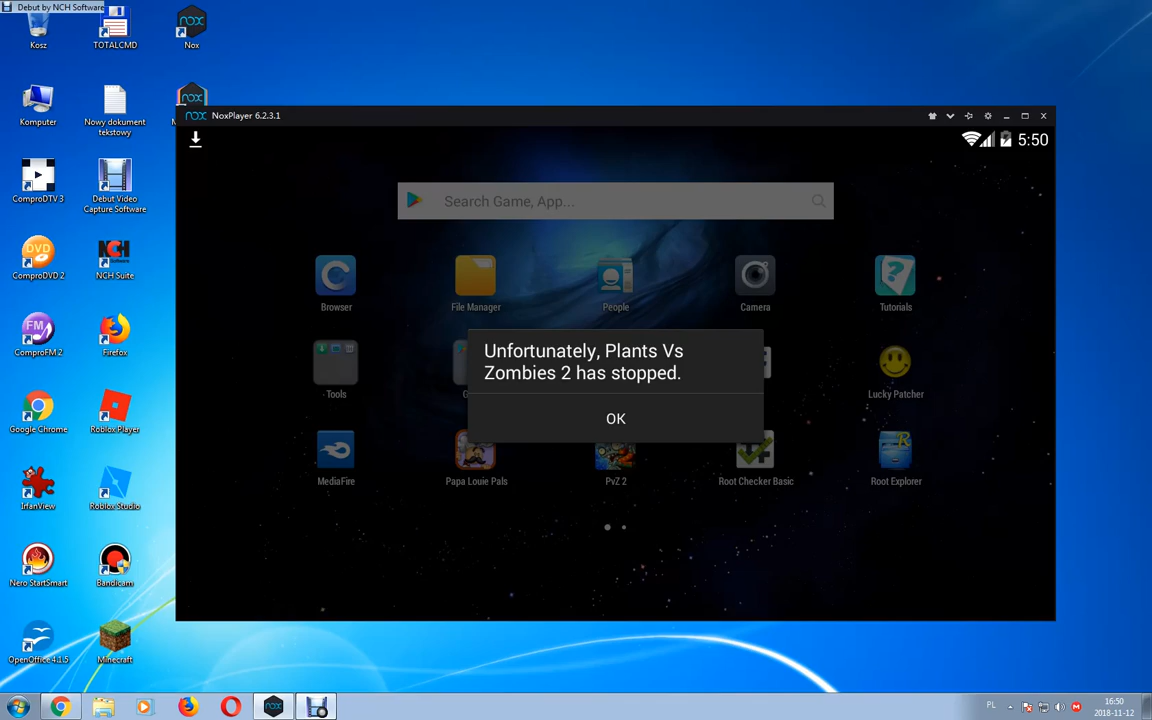 Debut by NCH Software
Kosz
TOTALCMD
Nox
Komputer
Nowy dokument
tekstowy
ComproDTV 3
Debut Video
Capture Software
ComproDVD 2
NCH Suite
ComproFM 2
Firefox
Google Chrome
Roblox Player
IrfanView
Roblox Studio
Nero StartSmart
Bandicam
OpenOffice 4.1.5
Minecraft
nox NoxPlayer 6.2.3.1
5:50
Search Game, App...
Browser
File Manager
People
Camera
Tutorials
Unfortunately, Plants Vs
Zombies 2 has stopped.
OK
Tools
G
Lucky Patcher
MediaFire
Papa Louie Pals
PvZ 2
Root Checker Basic
Root Explorer
PL
16:50
2018-11-12